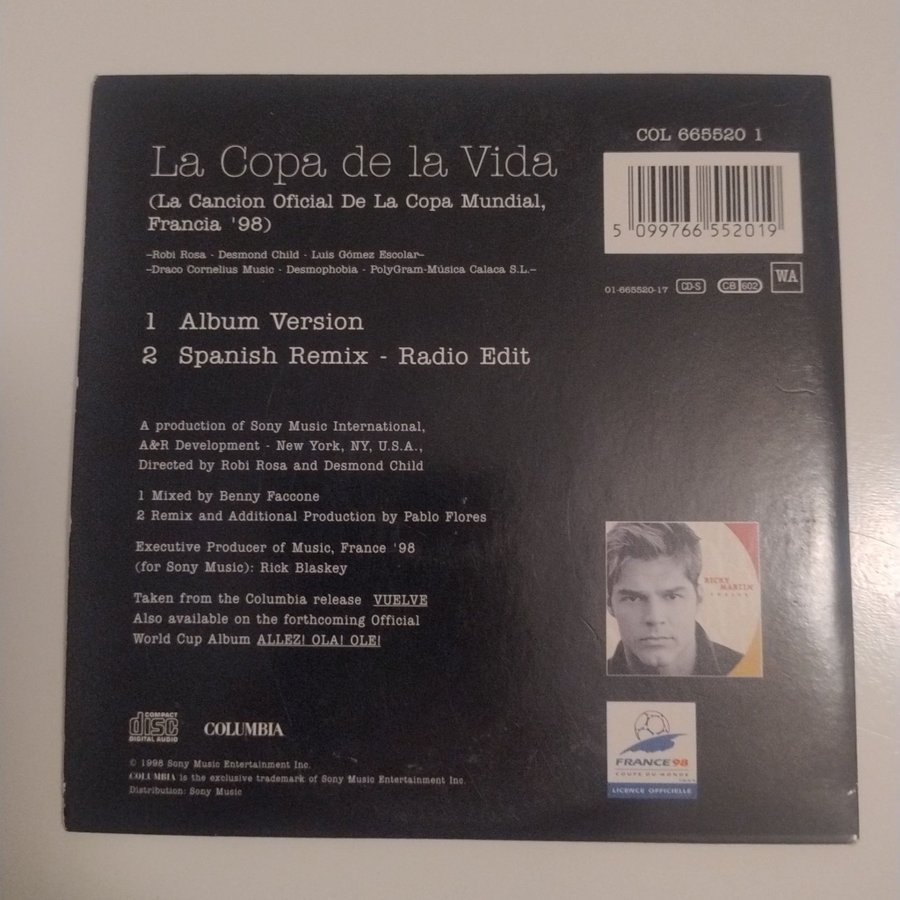 COL 665520 1
La Copa de la Vida
(La Cancion Oficial De La Copa Mundial,
Francia '98)
5 099766 552019
–Robi Rosa - Desmond Child - Luis Gómez Escolar–
–Draco Cornelius Music - Desmophobia - PolyGram-Música Calaca S.L.–
01-665520-17 CD-S CB 602 WA
1 Album Version
2 Spanish Remix - Radio Edit
A production of Sony Music International,
A&R Development - New York, NY, U.S.A.,
Directed by Robi Rosa and Desmond Child
1 Mixed by Benny Faccone
2 Remix and Additional Production by Pablo Flores
Executive Producer of Music, France '98
(for Sony Music): Rick Blaskey
Taken from the Columbia release VUELVE
Also available on the forthcoming Official
World Cup Album ALLEZ! OLA! OLE!
RICKY
MARTIN
VUELVE
COMPACT
disc
DIGITAL AUDIO
COLUMBIA
FRANCE 98
COUPE DU MONDE
LICENCE OFFICIELLE
© 1998 Sony Music Entertainment Inc.
COLUMBIA is the exclusive trademark of Sony Music Entertainment Inc.
Distribution: Sony Music